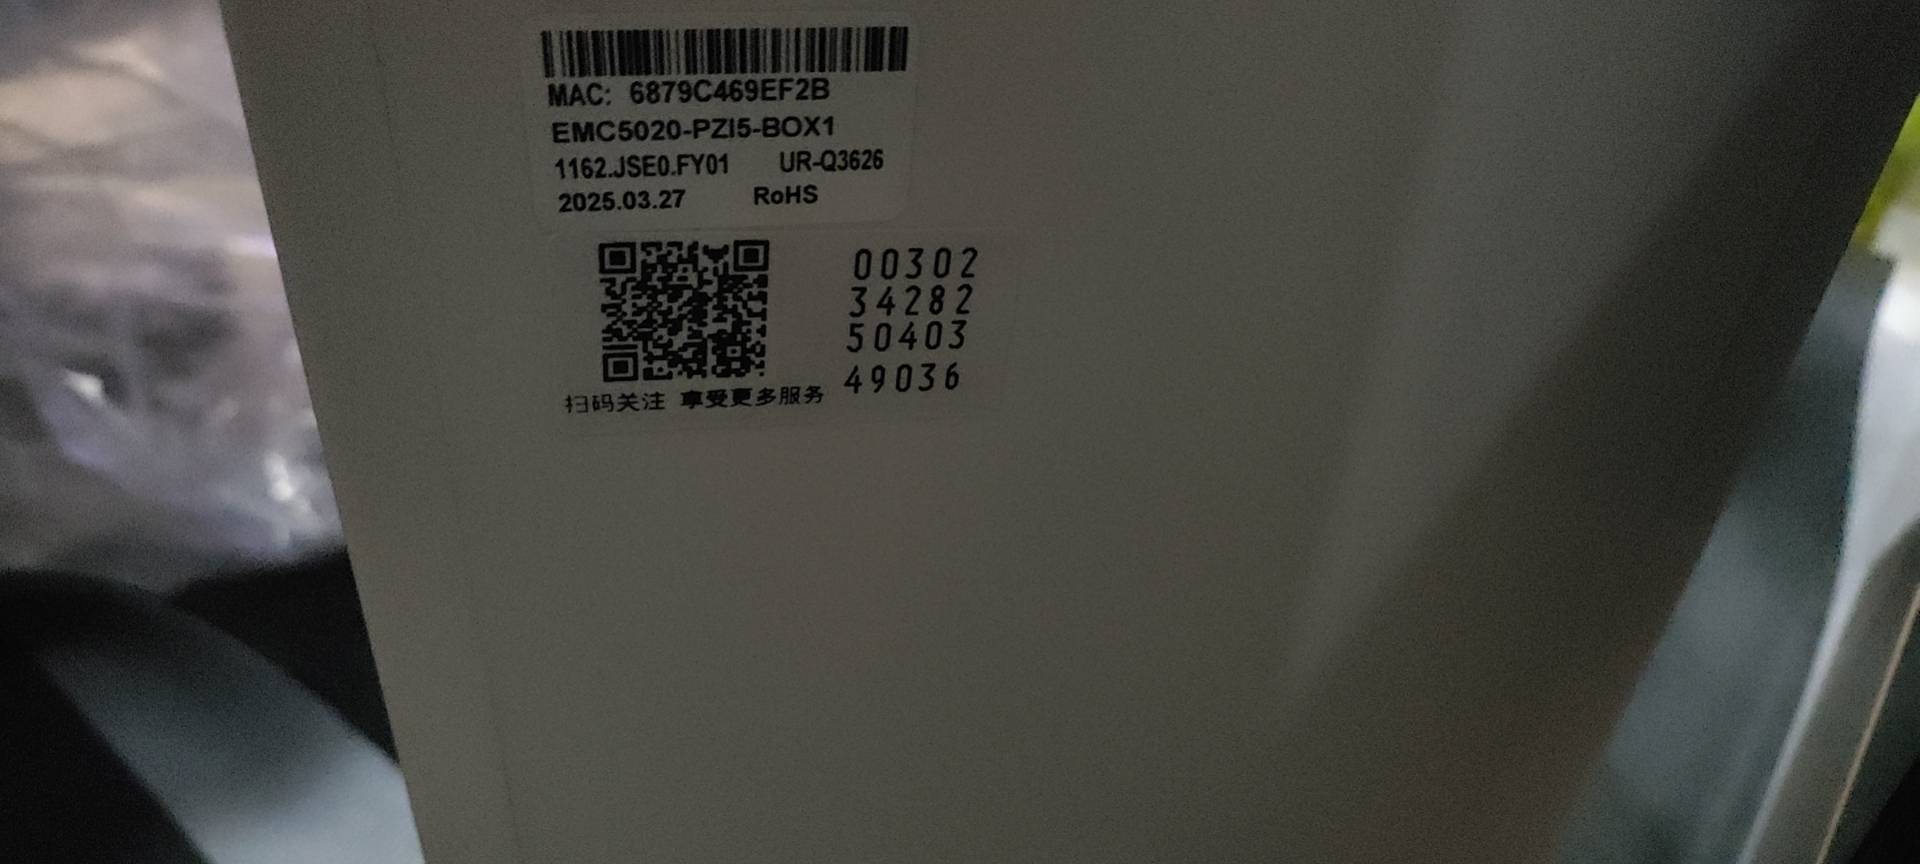 MAC: 6879C469EF2B
EMC5020-PZI5-BOX1
1162.JSE0.FY01 UR-Q3626
2025.03.27 RoHS
00302
34282
50403
49036
扫码关注 享受更多服务